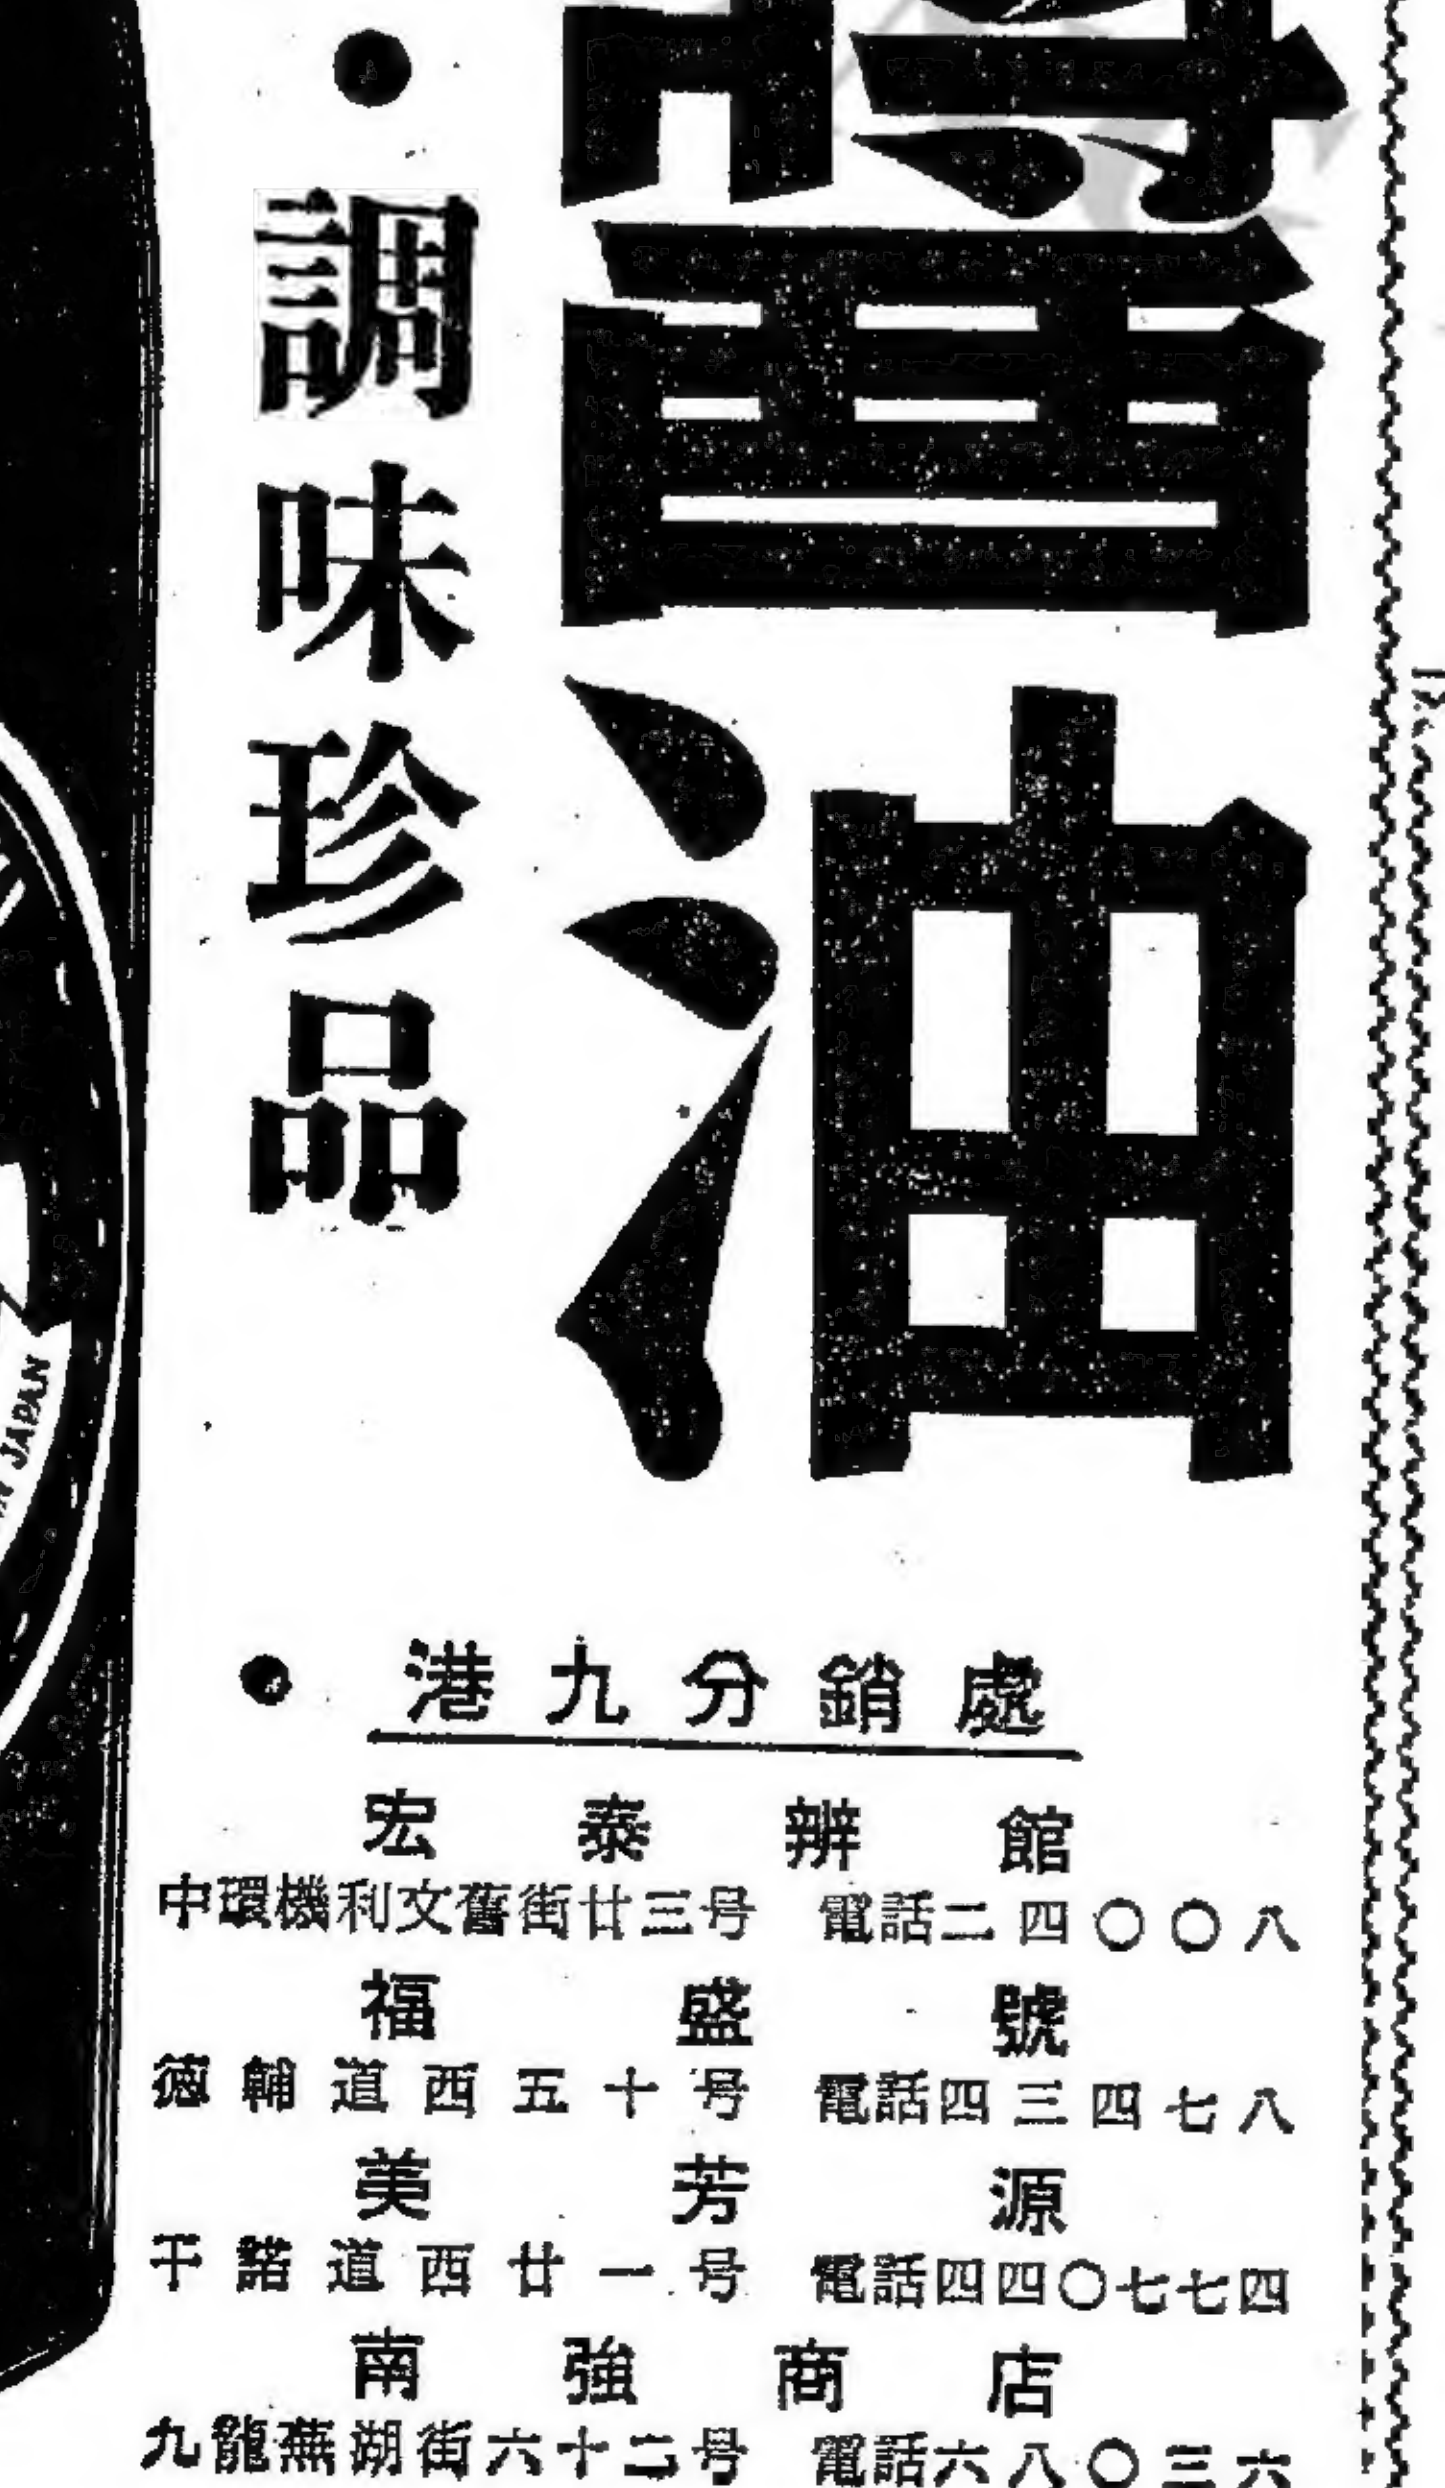 醬油
●調味珍品
IN JAPAN
●港九分銷處
宏泰辦館
中環機利文舊街廿三号 電話二四〇〇八
福盛號
德輔道西五十号 電話四三四七八
美芳源
干諾道西廿一号 電話四四〇七七四
南強商店
九龍蕪湖街六十二号 電話六八〇三六